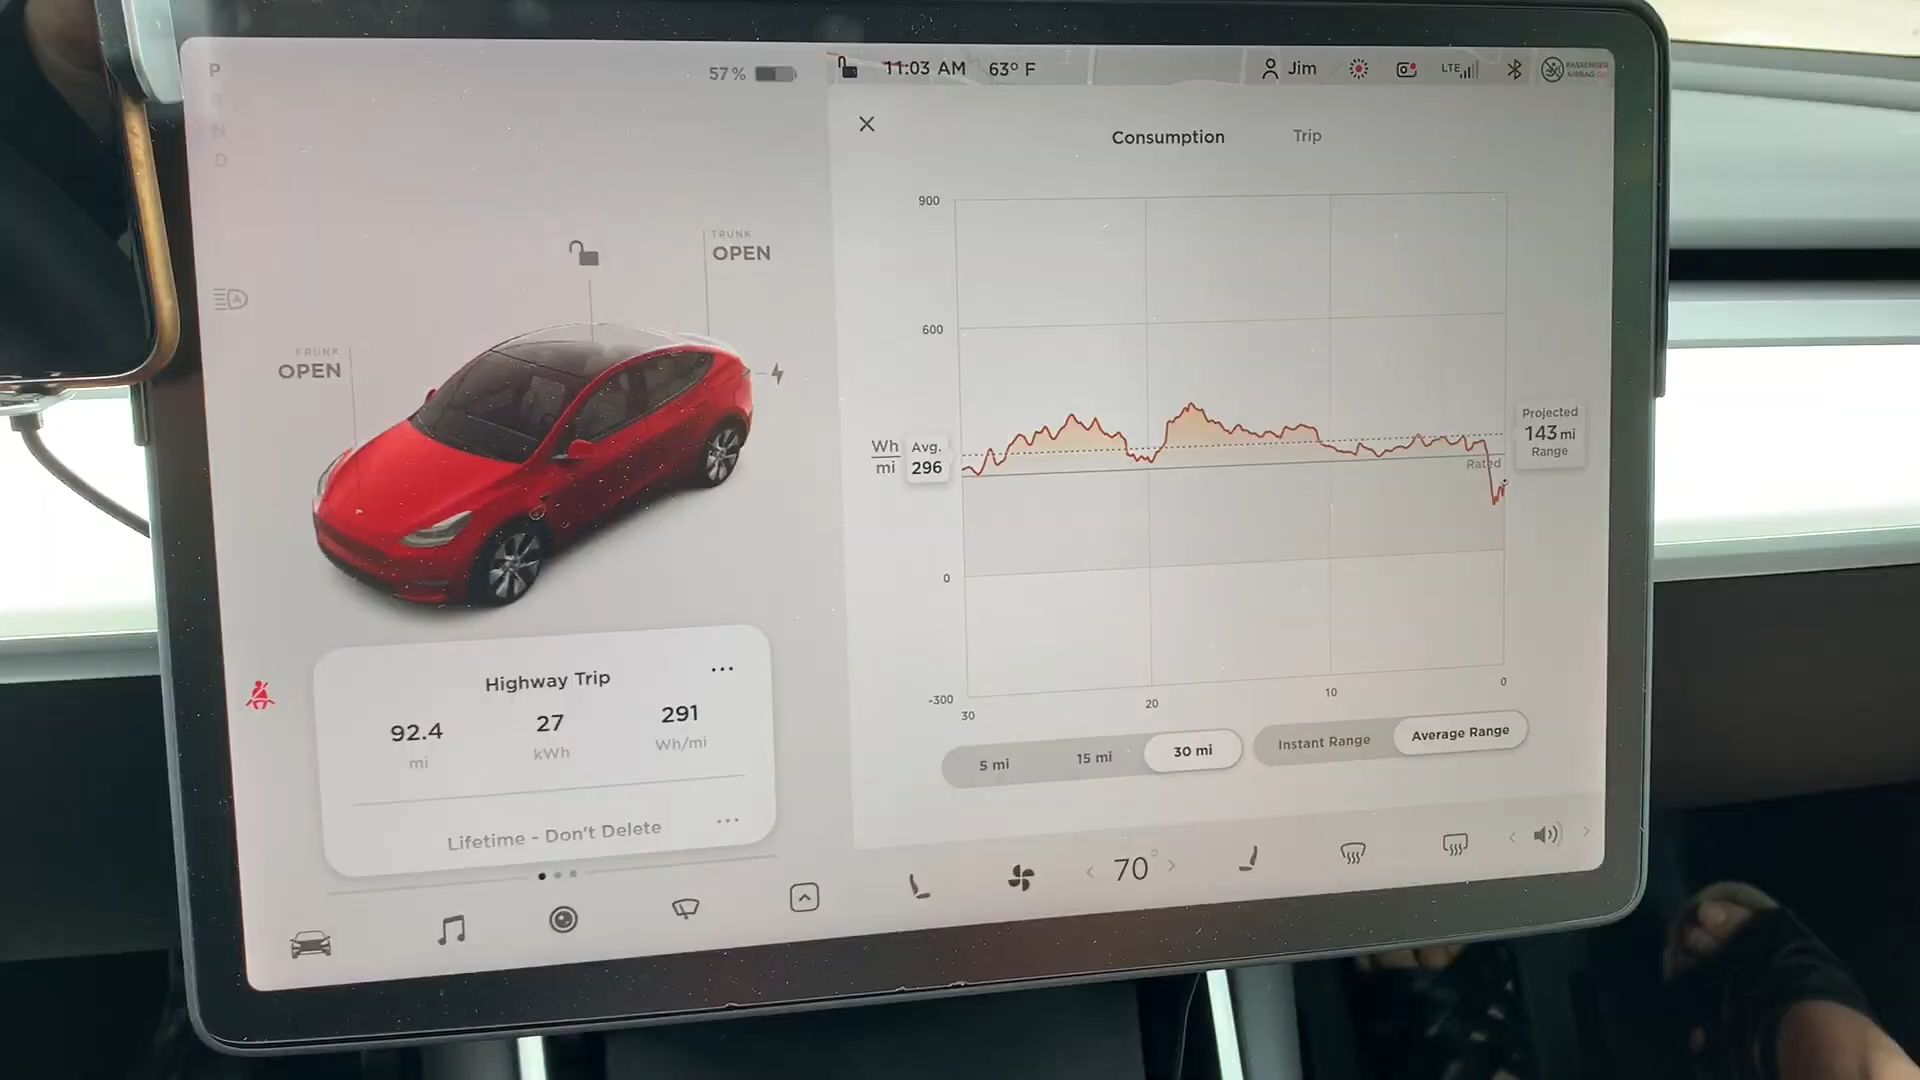 P
R
N
D
57 %
11:03 AM 63° F
Jim
LTE
PASSENGER
AIRBAG
TRUNK
OPEN
FRUNK
OPEN
Consumption Trip
900
600
0
-300
30 20 10 0
Wh
mi
Avg.
296
Rated
Projected
143 mi
Range
5 mi 15 mi 30 mi
Instant Range Average Range
Highway Trip
92.4 27 291
mi kWh Wh/mi
Lifetime - Don't Delete
70°